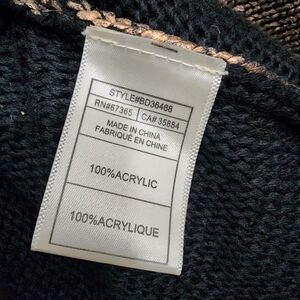 STYLE#BD36468
RN#67365 CA# 35884
MADE IN CHINA
FABRIQUÉ EN CHINE
100%ACRYLIC
100%ACRYLIQUE